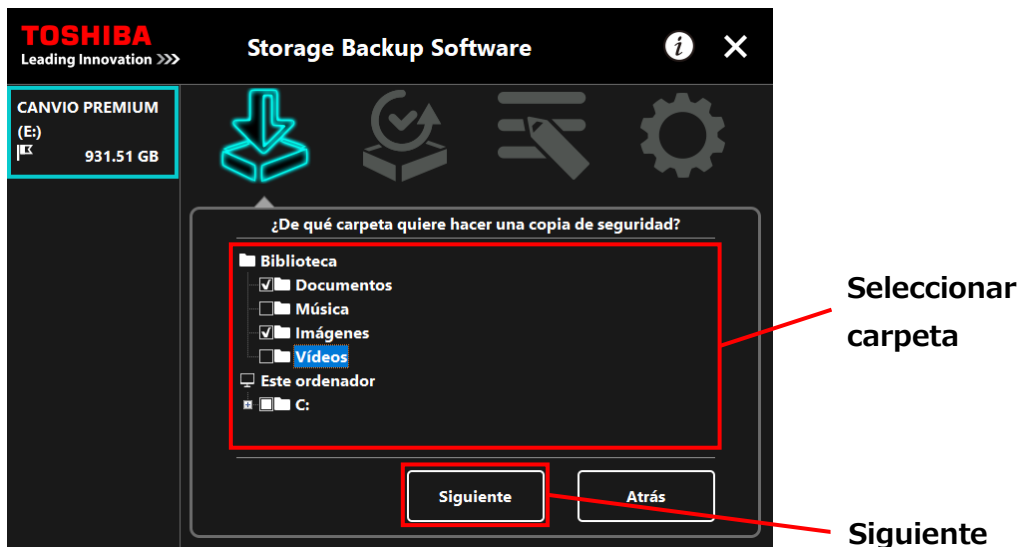 TOSHIBA
Leading Innovation >>>
Storage Backup Software
i
CANVIO PREMIUM
(E:)
931.51 GB
¿De qué carpeta quiere hacer una copia de seguridad?
Biblioteca
Documentos
Música
Imágenes
Vídeos
Este ordenador
C:
Siguiente
Atrás
Seleccionar
carpeta
Siguiente